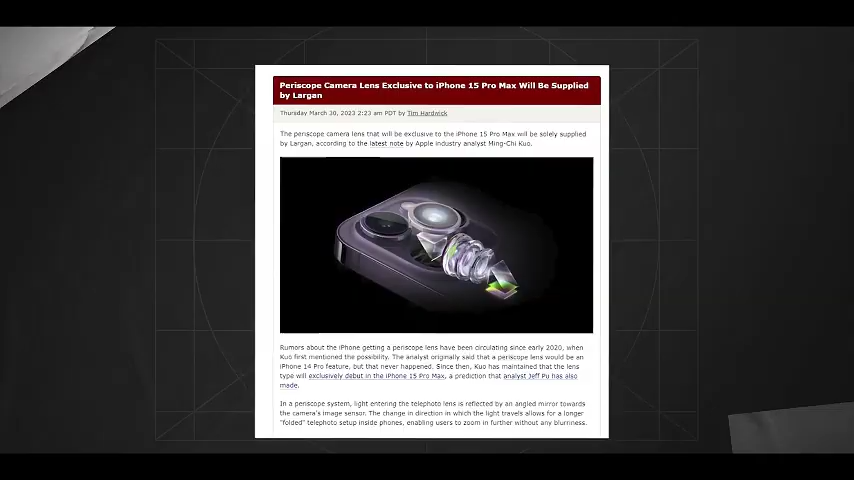 Periscope Camera Lens Exclusive to iPhone 15 Pro Max Will Be Supplied
by Largan
Thursday March 30, 2023 2:23 am PDT by Tim Hardwick
The periscope camera lens that will be exclusive to the iPhone 15 Pro Max will be solely supplied
by Largan, according to the latest note by Apple industry analyst Ming-Chi Kuo.
Rumors about the iPhone getting a periscope lens have been circulating since early 2020, when
Kuo first mentioned the possibility. The analyst originally said that a periscope lens would be an
iPhone 14 Pro feature, but that never happened. Since then, Kuo has maintained that the lens
type will exclusively debut in the iPhone 15 Pro Max, a prediction that analyst Jeff Pu has also
made.
In a periscope system, light entering the telephoto lens is reflected by an angled mirror towards
the camera's image sensor. The change in direction in which the light travels allows for a longer
"folded" telephoto setup inside phones, enabling users to zoom in further without any blurriness.